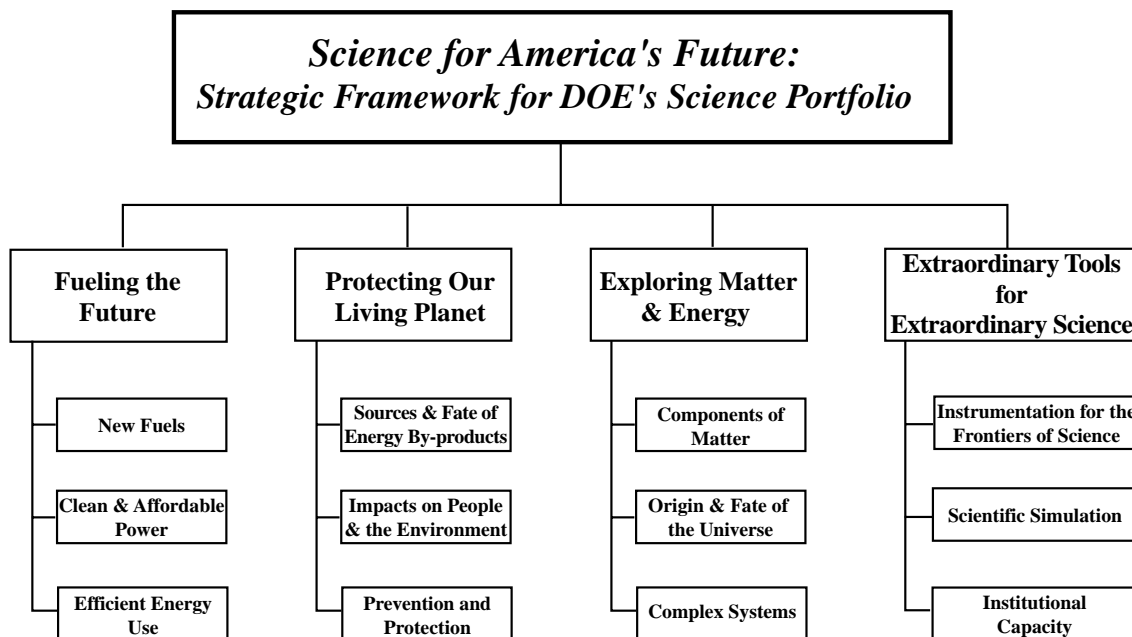 Science for America's Future:
Strategic Framework for DOE's Science Portfolio
Fueling the
Future
Protecting Our
Living Planet
Exploring Matter
& Energy
Extraordinary Tools
for
Extraordinary Science
New Fuels
Clean & Affordable
Power
Efficient Energy
Use
Sources & Fate of
Energy By-products
Impacts on People
& the Environment
Prevention and
Protection
Components of
Matter
Origin & Fate of
the Universe
Complex Systems
Instrumentation for the
Frontiers of Science
Scientific Simulation
Institutional
Capacity